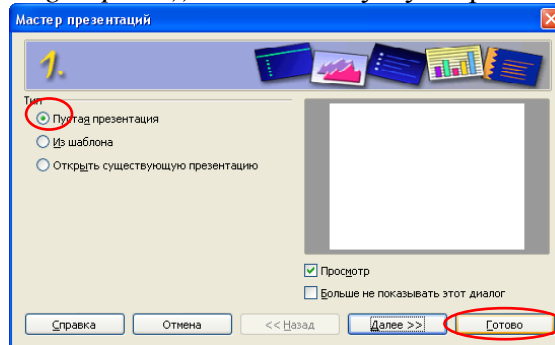 Мастер презентаций
1.
Тип
Пустая презентация
Из шаблона
Открыть существующую презентацию
Просмотр
Больше не показывать этот диалог
Справка
Отмена
<< Назад
Далее >>
Готово